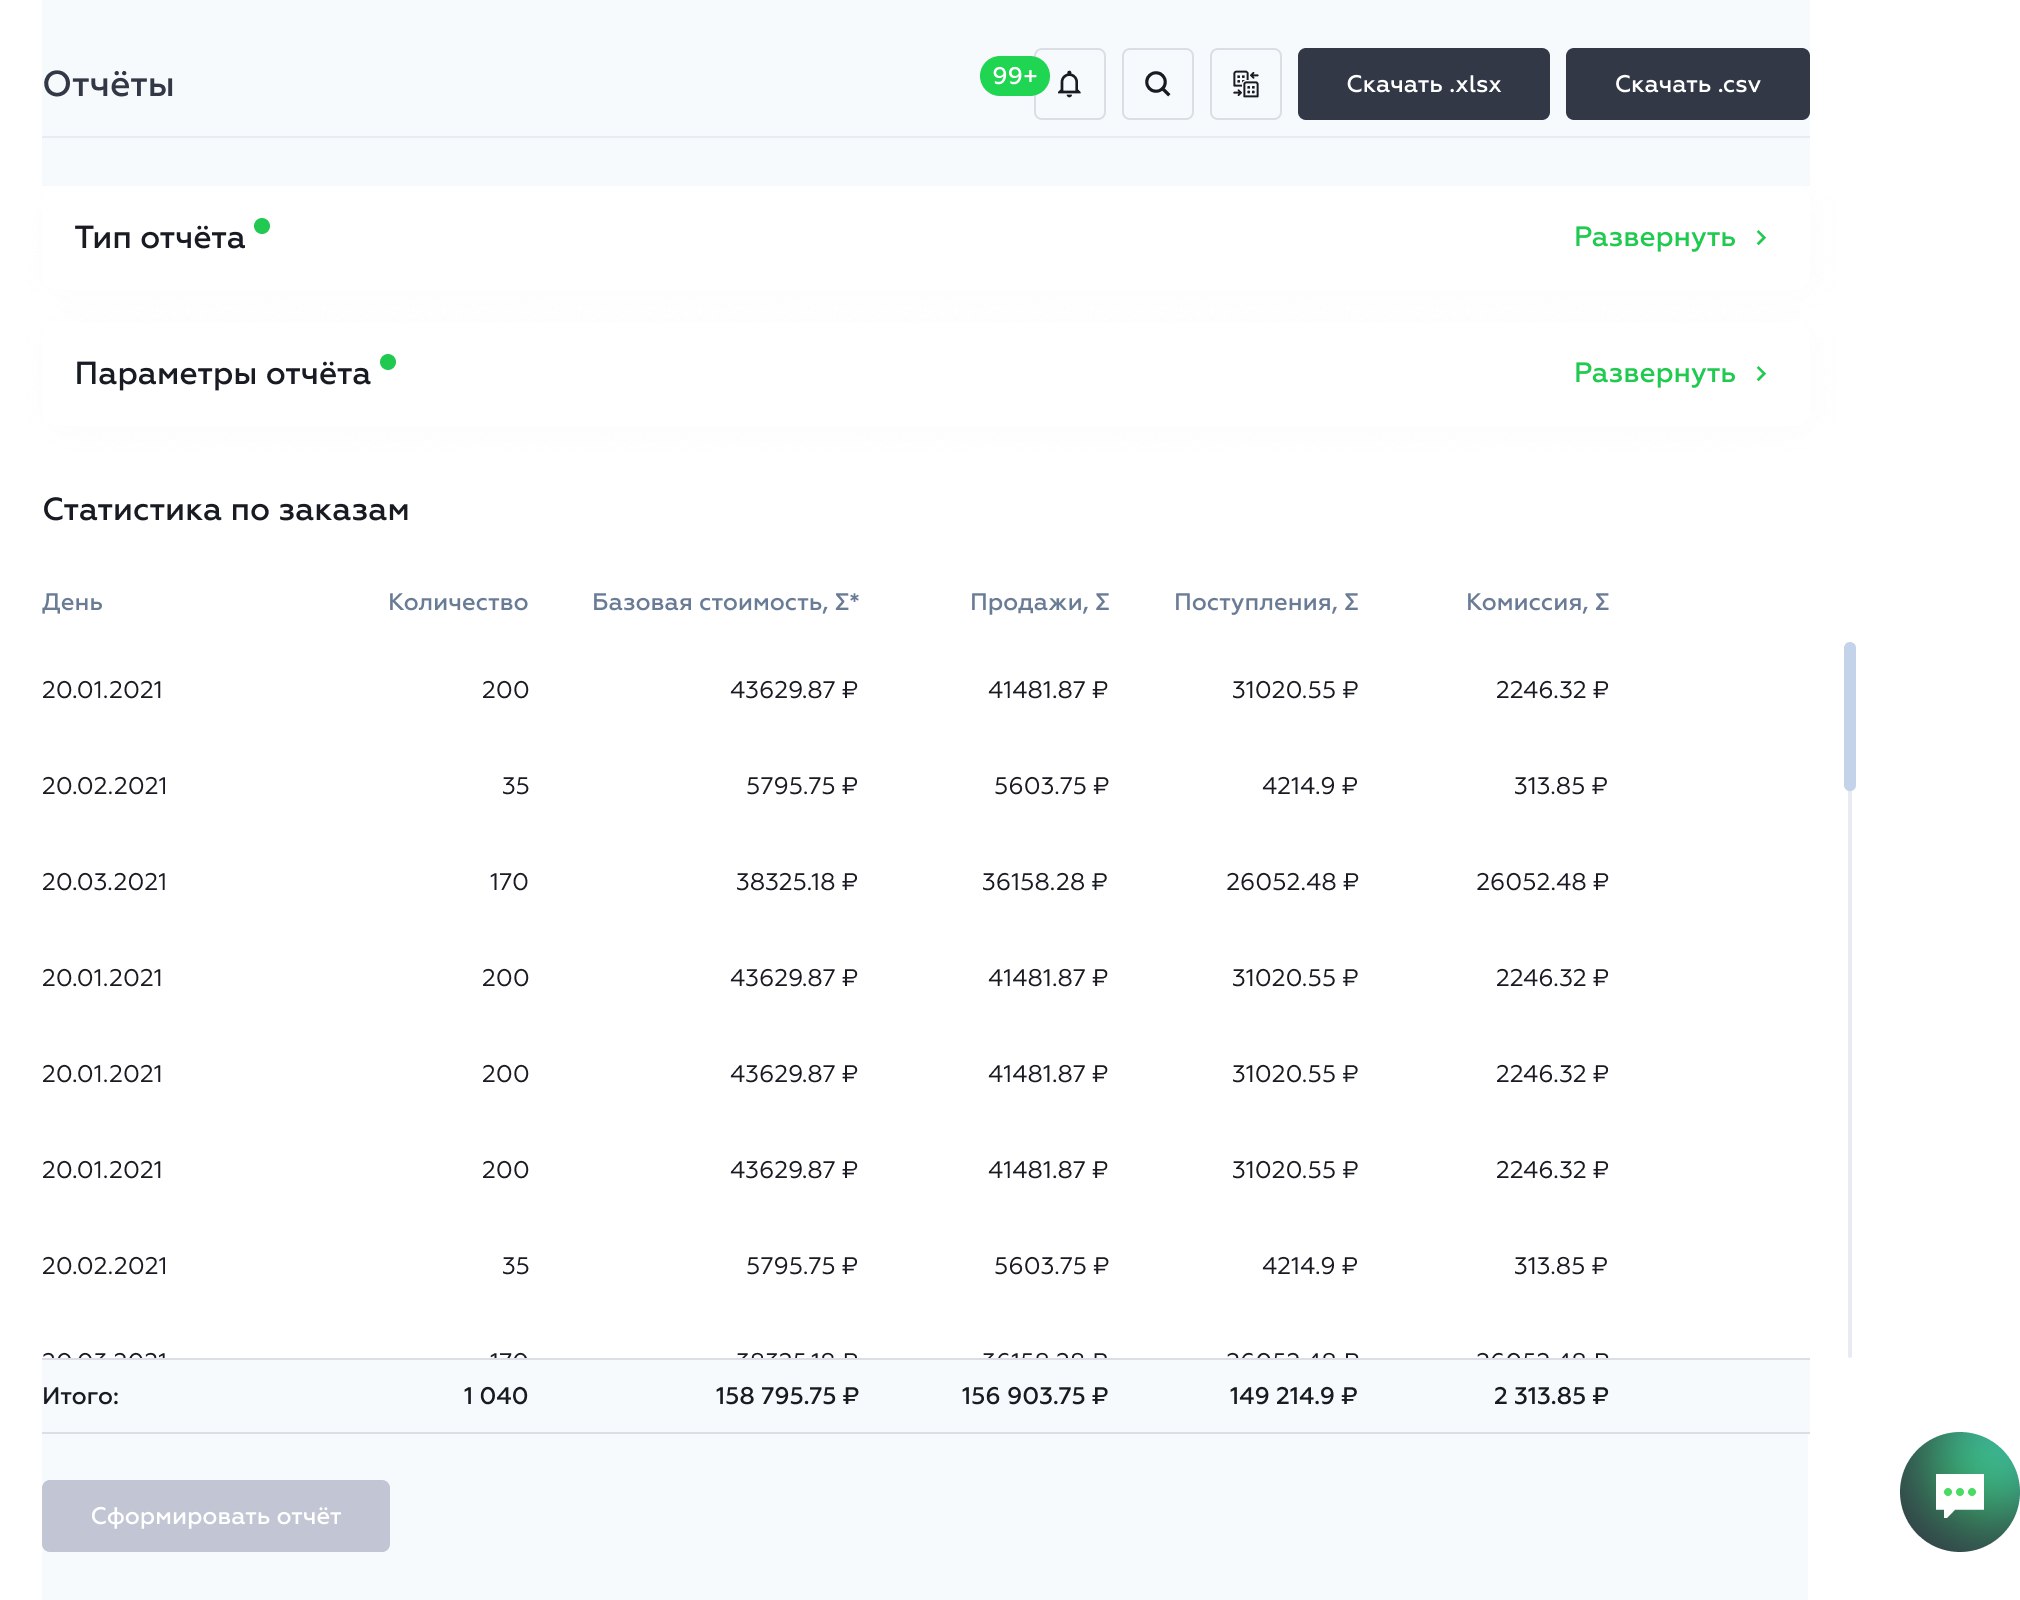 Отчёты 99+ Скачать .xlsx Скачать .csv
Тип отчёта Развернуть
Параметры отчёта Развернуть
Статистика по заказам
День Количество Базовая стоимость, Σ* Продажи, Σ Поступления, Σ Комиссия, Σ
20.01.2021 200 43629.87 ₽ 41481.87 ₽ 31020.55 ₽ 2246.32 ₽
20.02.2021 35 5795.75 ₽ 5603.75 ₽ 4214.9 ₽ 313.85 ₽
20.03.2021 170 38325.18 ₽ 36158.28 ₽ 26052.48 ₽ 26052.48 ₽
20.01.2021 200 43629.87 ₽ 41481.87 ₽ 31020.55 ₽ 2246.32 ₽
20.01.2021 200 43629.87 ₽ 41481.87 ₽ 31020.55 ₽ 2246.32 ₽
20.01.2021 200 43629.87 ₽ 41481.87 ₽ 31020.55 ₽ 2246.32 ₽
20.02.2021 35 5795.75 ₽ 5603.75 ₽ 4214.9 ₽ 313.85 ₽
Итого: 1 040 158 795.75 ₽ 156 903.75 ₽ 149 214.9 ₽ 2 313.85 ₽
Сформировать отчёт